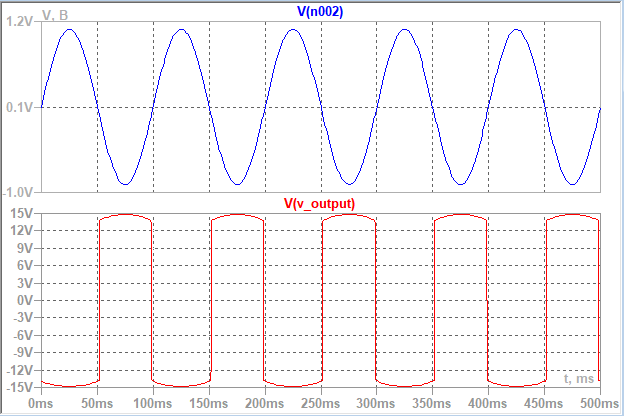 V(n002)
1.2V
V, В
0.1V
-1.0V
V(v_output)
15V
12V
9V
6V
3V
0V
-3V
-6V
-9V
-12V
-15V
t, ms
0ms 50ms 100ms 150ms 200ms 250ms 300ms 350ms 400ms 450ms 500ms